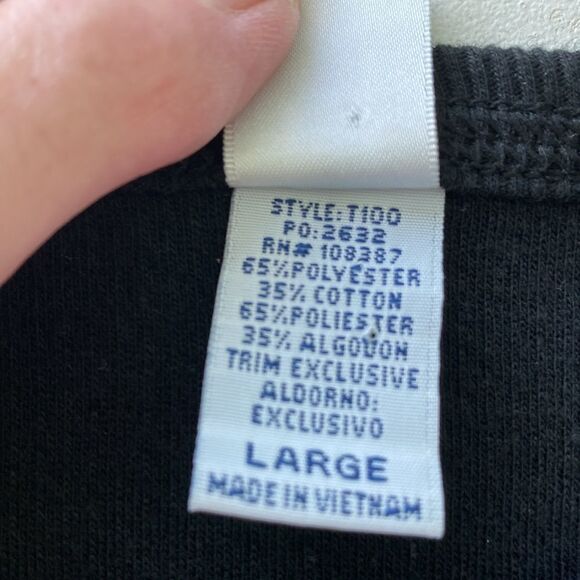 STYLE: T100
PO: 2632
RN# 108387
65% POLYESTER
35% COTTON
65% POLIESTER
35% ALGODON
TRIM EXCLUSIVE
ALDORNO:
EXCLUSIVO
LARGE
MADE IN VIETNAM